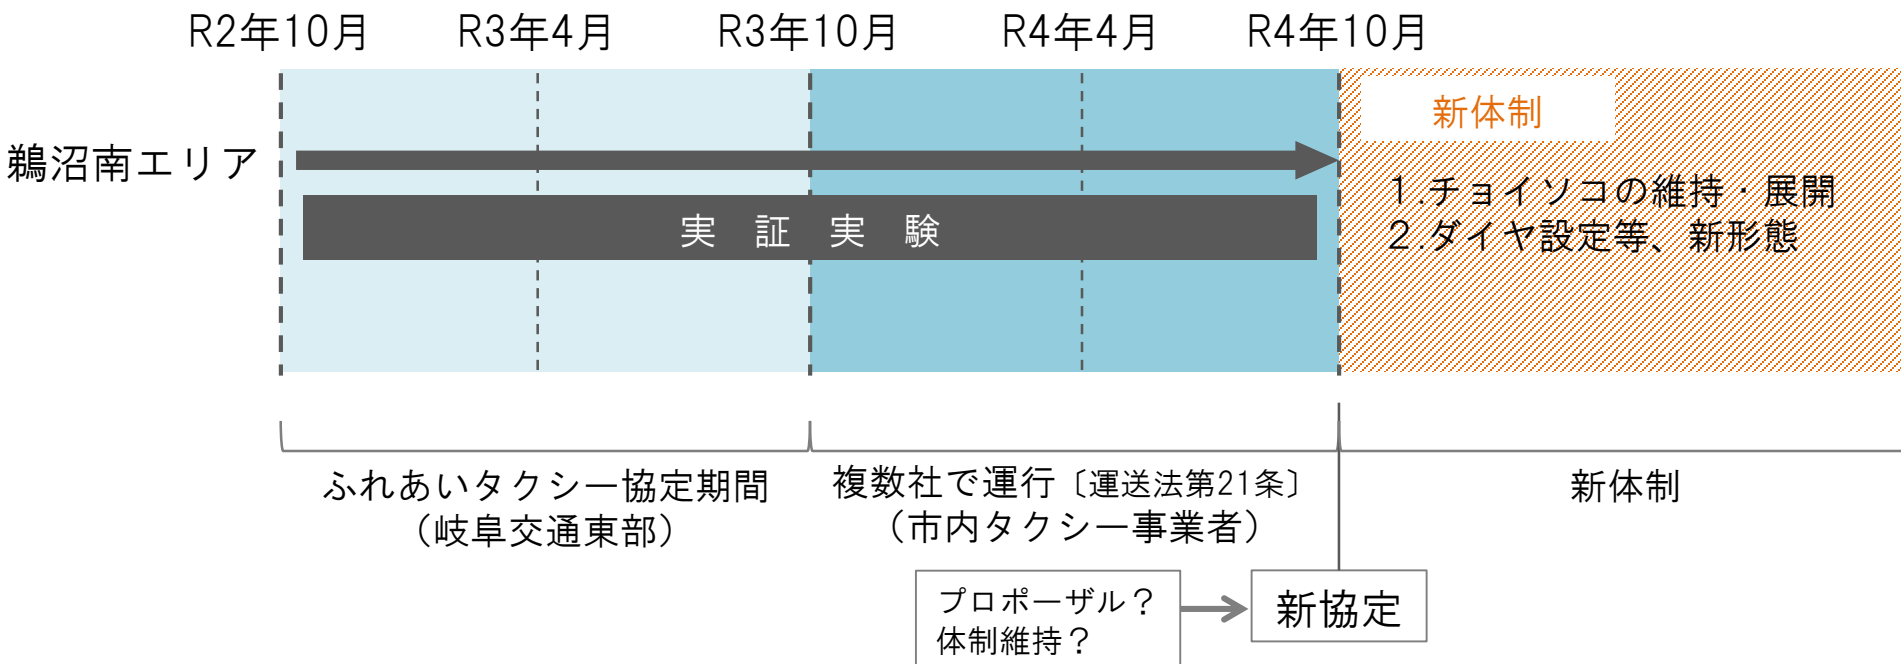 R2年10月 R3年4月 R3年10月 R4年4月 R4年10月
新体制
鵜沼南エリア
1.チョイソコの維持・展開
2.ダイヤ設定等、新形態
実 証 実 験
ふれあいタクシー協定期間
（岐阜交通東部）
複数社で運行〔運送法第21条〕
（市内タクシー事業者）
新体制
プロポーザル？
体制維持？
新協定